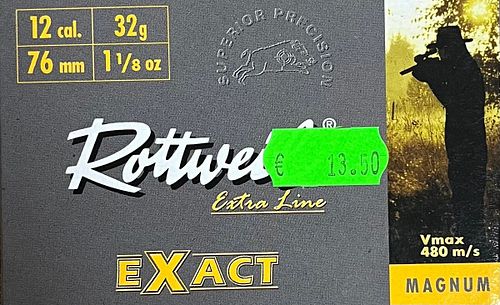 12 cal. 32g
76 mm 1 1/8 oz
SUPERIOR PRECISION
Rottwei ®
€ 13.50
Extra Line
EXACT
Vmax
480 m/s
MAGNUM